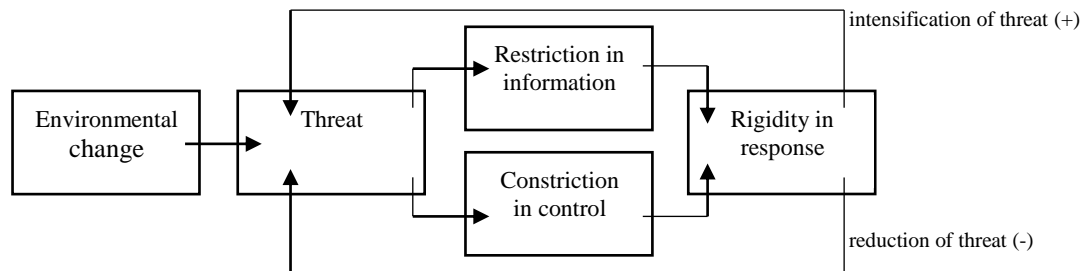 intensification of threat (+)
Restriction in
information
Environmental
change
Threat
Rigidity in
response
Constriction
in control
reduction of threat (-)